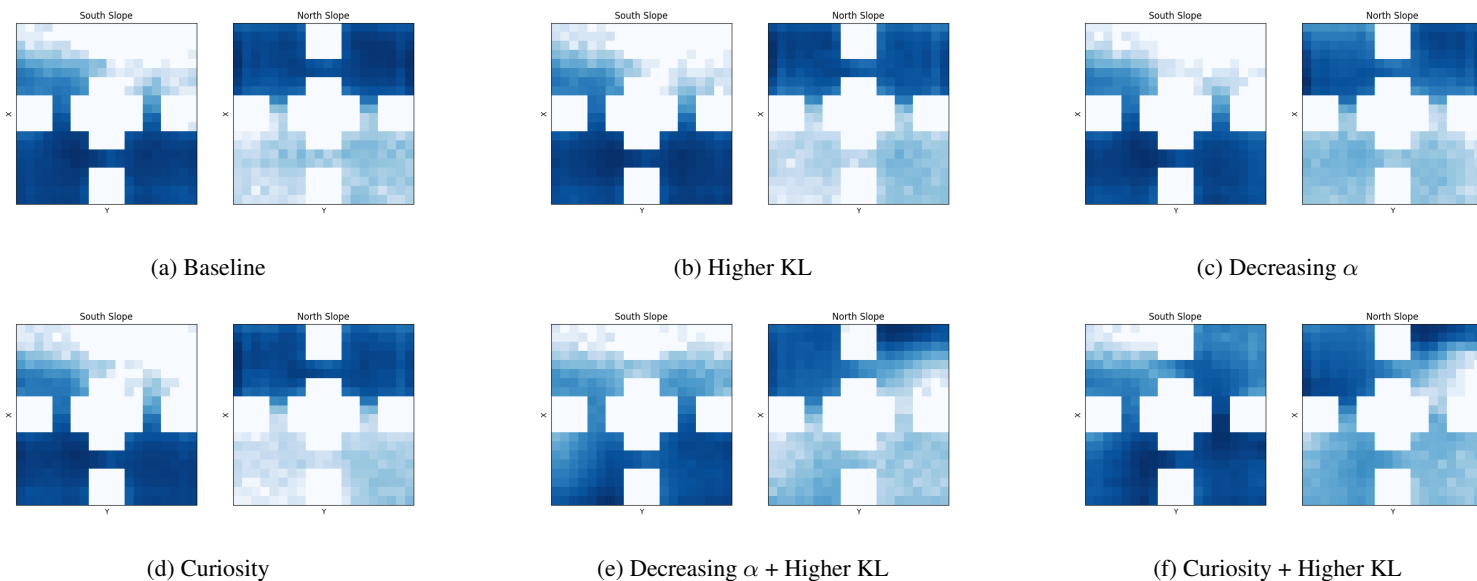 South Slope North Slope South Slope North Slope South Slope North Slope
X X X
Y Y Y Y Y Y
(a) Baseline (b) Higher KL (c) Decreasing α
South Slope North Slope South Slope North Slope South Slope North Slope
X X X X X X
Y Y Y Y Y Y
(d) Curiosity (e) Decreasing α + Higher KL (f) Curiosity + Higher KL